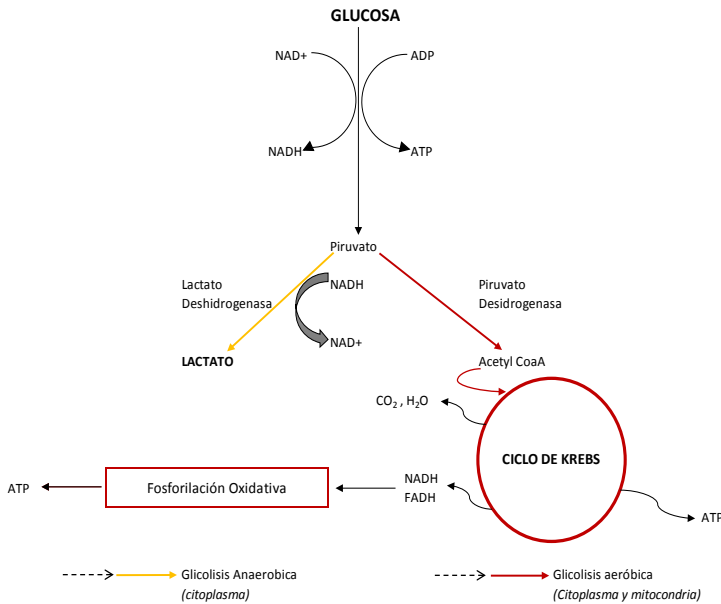 GLUCOSA
NAD+
ADP
NADH
ATP
Piruvato
Lactato
Deshidrogenasa
NADH
NAD+
Piruvato
Desidrogenasa
LACTATO
Acetyl CoaA
CO₂ , H₂O
CICLO DE KREBS
NADH
FADH
Fosforilación Oxidativa
ATP
ATP
Glicolisis Anaerobica
(citoplasma)
Glicolisis aeróbica
(Citoplasma y mitocondria)